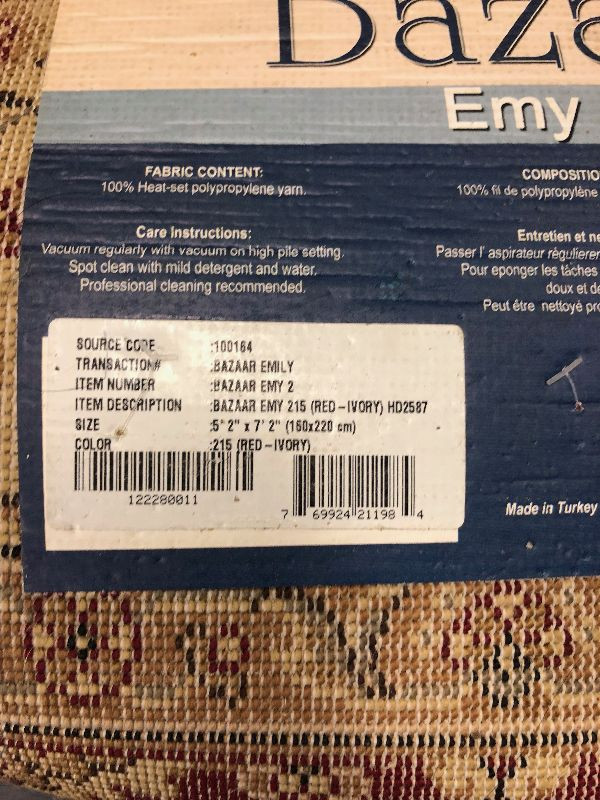 Baza
Emy
FABRIC CONTENT:
100% Heat-set polypropylene yarn.
Care Instructions:
Vacuum regularly with vacuum on high pile setting.
Spot clean with mild detergent and water.
Professional cleaning recommended.
COMPOSITIO
100% fil de polypropylène
Entretien et ne
Passer l' aspirateur régulierem
Pour eponger les tâches
doux et de
Peut être nettoyé pro
SOURCE CODE :100164
TRANSACTION# :BAZAAR EMILY
ITEM NUMBER :BAZAAR EMY 2
ITEM DESCRIPTION :BAZAAR EMY 215 (RED-IVORY) HD2587
SIZE :5' 2" x 7' 2" (160x220 cm)
COLOR :215 (RED-IVORY)
122280011
7 69924 21198 4
Made in Turkey